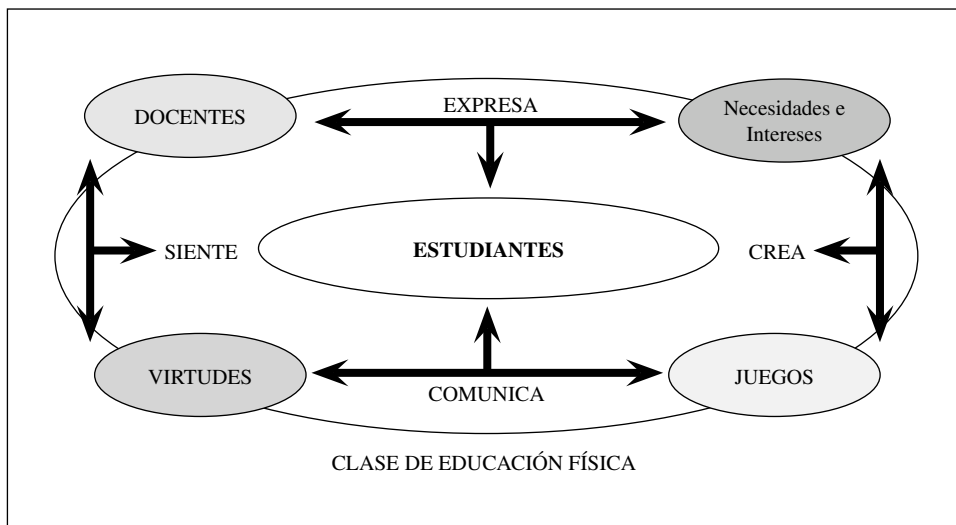 EXPRESA
DOCENTES
Necesidades e
Intereses
SIENTE
ESTUDIANTES
CREA
VIRTUDES
COMUNICA
JUEGOS
CLASE DE EDUCACIÓN FÍSICA